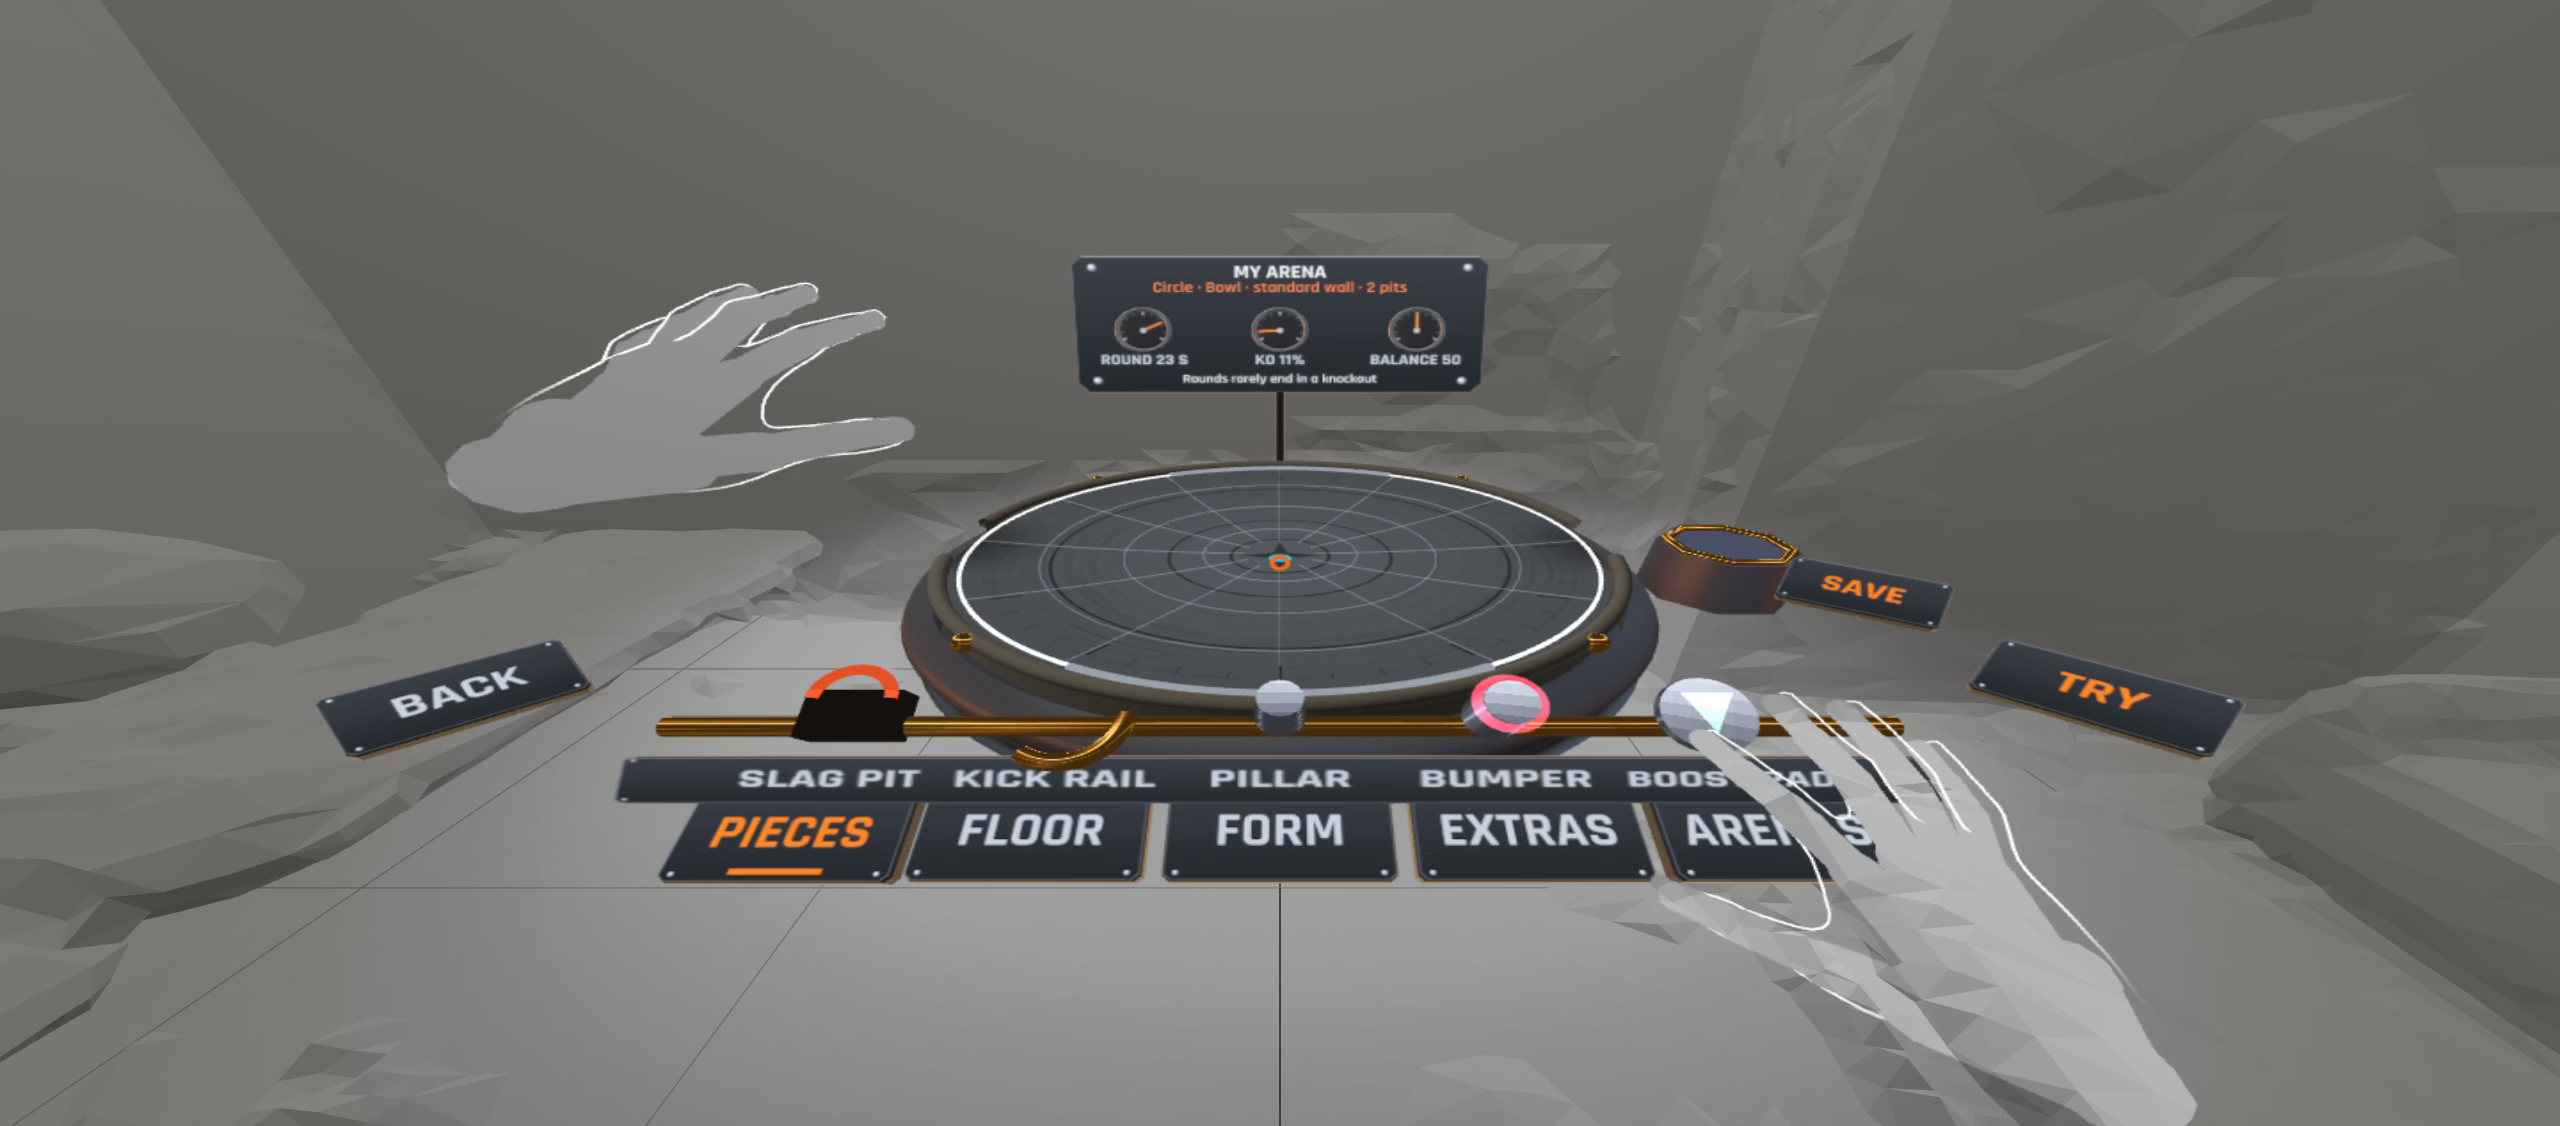 MY ARENA
Circle · Bowl · standard wall · 2 pits
ROUND 23 S
KO 11%
BALANCE 50
Rounds rarely end in a knockout
SAVE
BACK
TRY
SLAG PIT
KICK RAIL
PILLAR
BUMPER
PIECES
FLOOR
FORM
EXTRAS